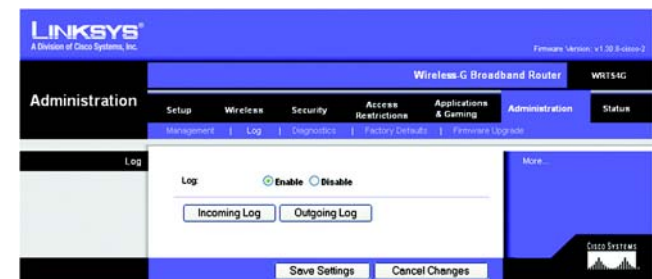 LINKSYS®
A Division of Cisco Systems, Inc.
Firmware Version: v1.30.8-cisco-2
Wireless-G Broadband Router WRT54G
Administration
Setup Wireless Security Access Restrictions Applications & Gaming Administration Status
Management | Log | Diagnostics | Factory Defaults | Firmware Upgrade
Log
More...
Log: Enable Disable
Incoming Log Outgoing Log
CISCO SYSTEMS
Save Settings Cancel Changes